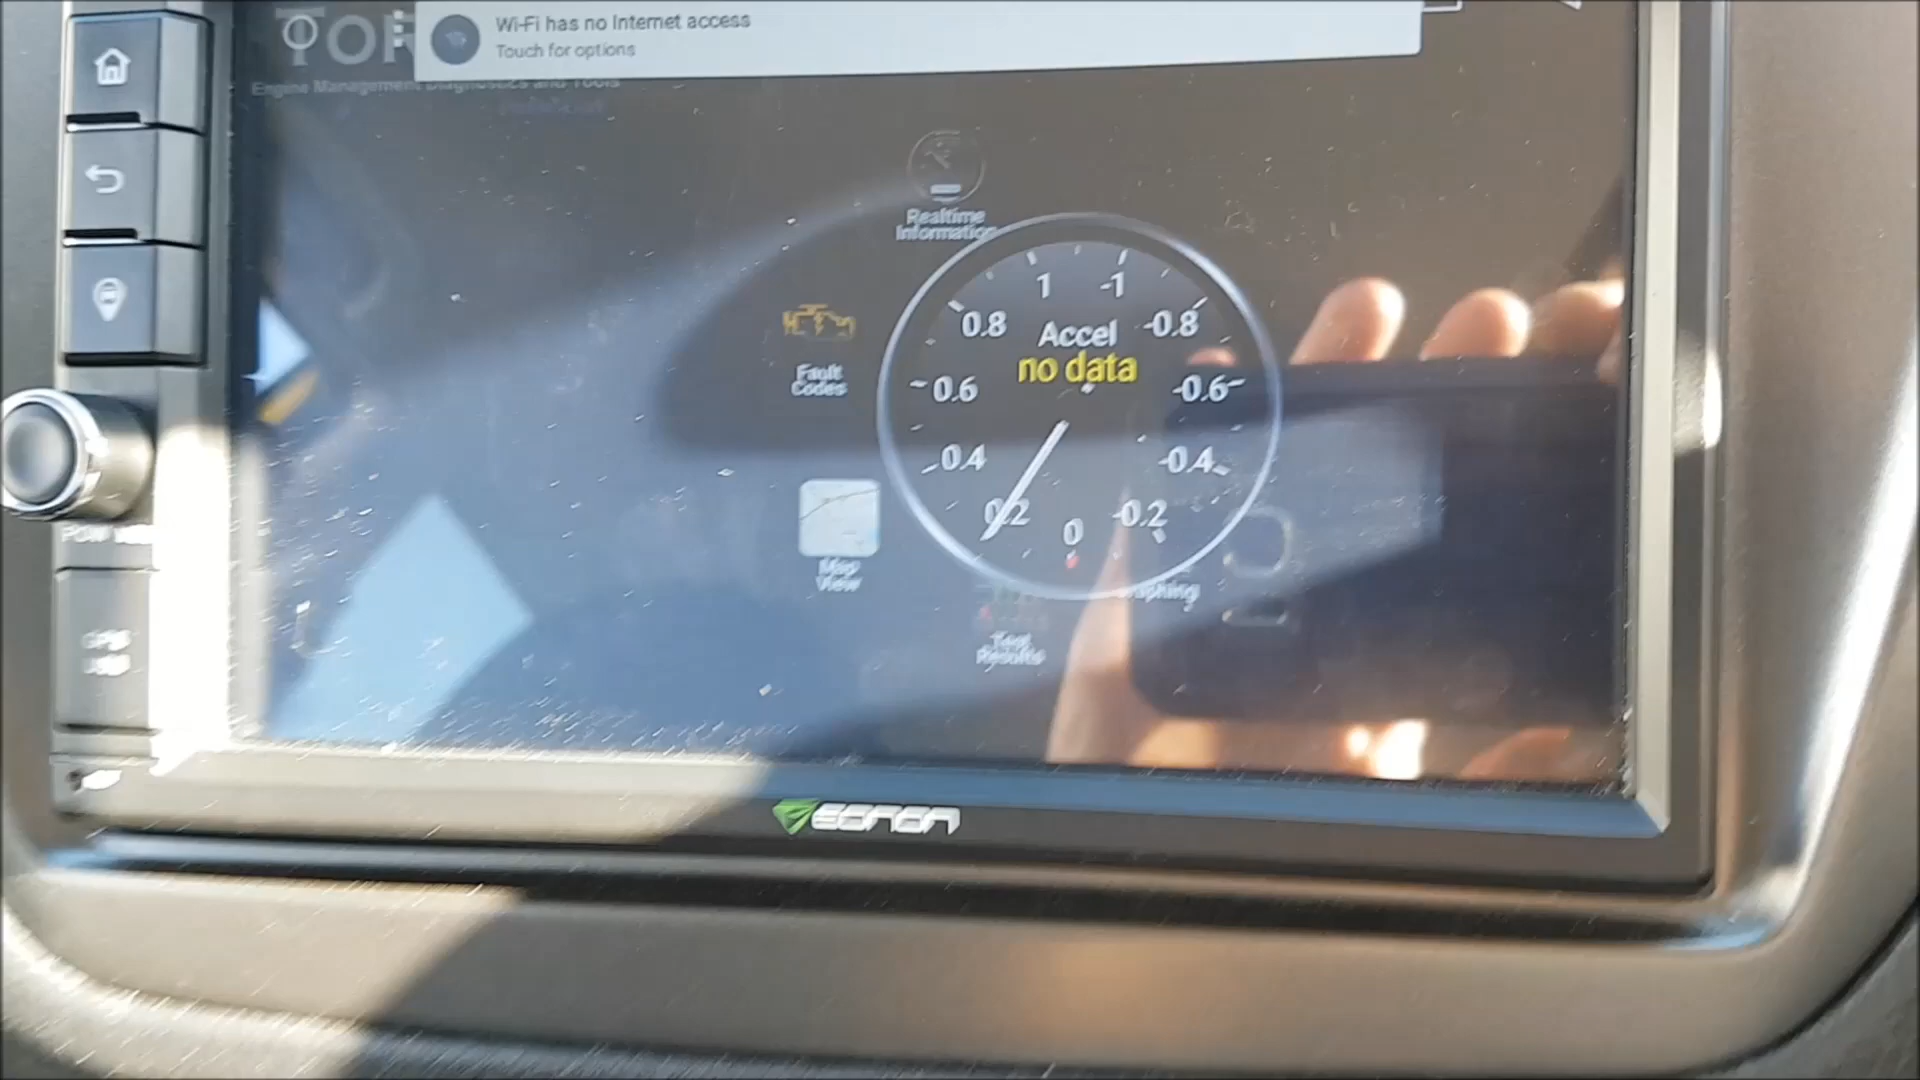 Wi-Fi has no Internet access
Touch for options
TOR
Engine Management Diagnostics and Tools
Realtime
Information
1 -1
0.8 Accel -0.8
no data
0.6 -0.6
0.4 -0.4
0.2 0 -0.2
Fault
Codes
Map
View
Test
Results
aphing
EONON